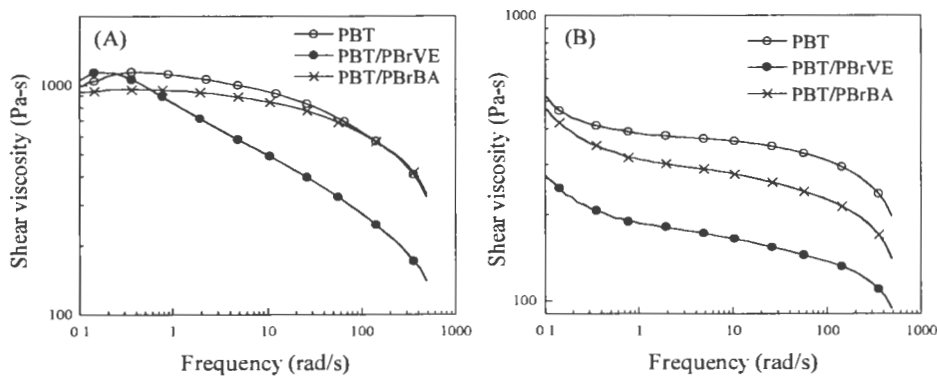 (A)
PBT
PBT/PBrVE
PBT/PBrBA
1000
100
Shear viscosity (Pa-s)
0 1 1 10 100 1000
Frequency (rad/s)
(B)
PBT
PBT/PBrVE
PBT/PBrBA
1000
100
Shear viscosity (Pa-s)
0 1 1 10 100 1000
Frequency (rad/s)